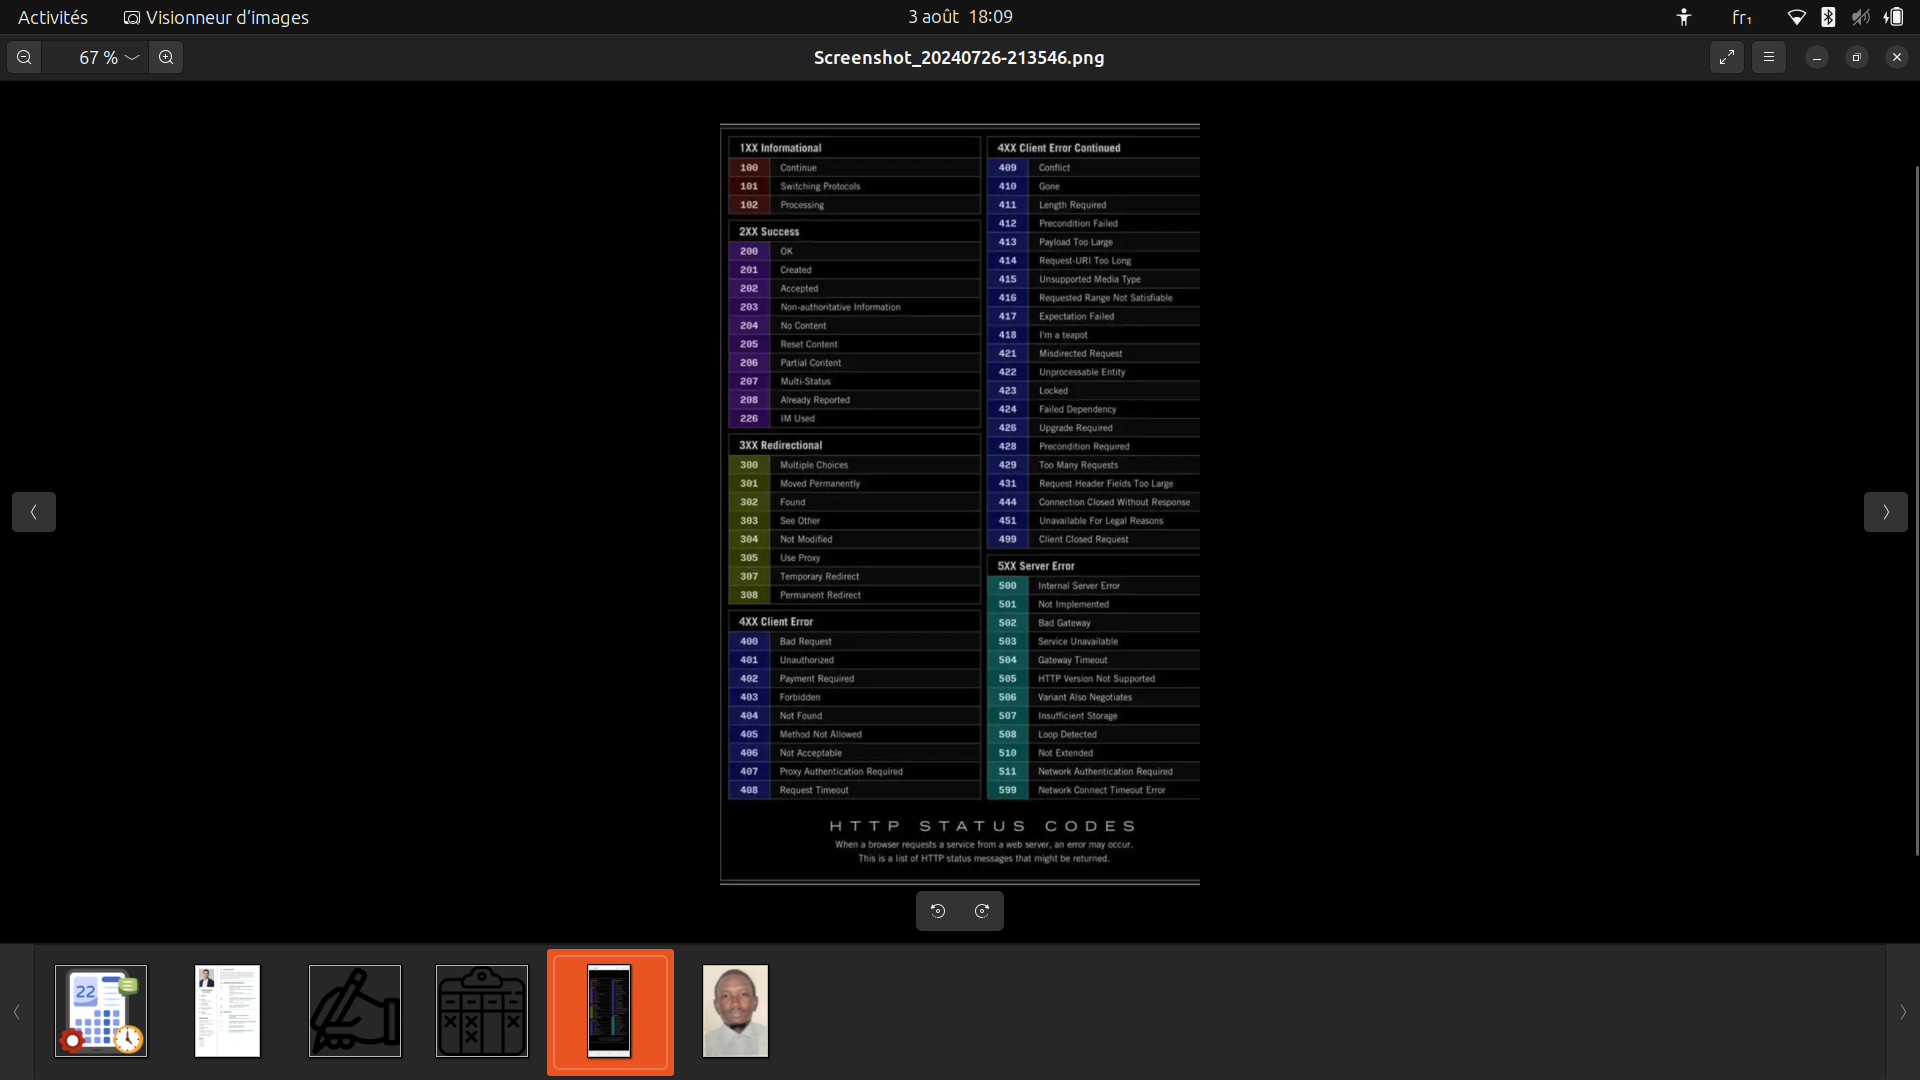 Activités
Visionneur d’images
3 août 18:09
fr₁
67 %
Screenshot_20240726-213546.png
1XX Informational
100 Continue
101 Switching Protocols
102 Processing
2XX Success
200 OK
201 Created
202 Accepted
203 Non-authoritative Information
204 No Content
205 Reset Content
206 Partial Content
207 Multi-Status
208 Already Reported
226 IM Used
3XX Redirectional
300 Multiple Choices
301 Moved Permanently
302 Found
303 See Other
304 Not Modified
305 Use Proxy
307 Temporary Redirect
308 Permanent Redirect
4XX Client Error
400 Bad Request
401 Unauthorized
402 Payment Required
403 Forbidden
404 Not Found
405 Method Not Allowed
406 Not Acceptable
407 Proxy Authentication Required
408 Request Timeout
4XX Client Error Continued
409 Conflict
410 Gone
411 Length Required
412 Precondition Failed
413 Payload Too Large
414 Request-URI Too Long
415 Unsupported Media Type
416 Requested Range Not Satisfiable
417 Expectation Failed
418 I'm a teapot
421 Misdirected Request
422 Unprocessable Entity
423 Locked
424 Failed Dependency
426 Upgrade Required
428 Precondition Required
429 Too Many Requests
431 Request Header Fields Too Large
444 Connection Closed Without Response
451 Unavailable For Legal Reasons
499 Client Closed Request
5XX Server Error
500 Internal Server Error
501 Not Implemented
502 Bad Gateway
503 Service Unavailable
504 Gateway Timeout
505 HTTP Version Not Supported
506 Variant Also Negotiates
507 Insufficient Storage
508 Loop Detected
510 Not Extended
511 Network Authentication Required
599 Network Connect Timeout Error
HTTP STATUS CODES
When a browser requests a service from a web server, an error may occur.
This is a list of HTTP status messages that might be returned.
22